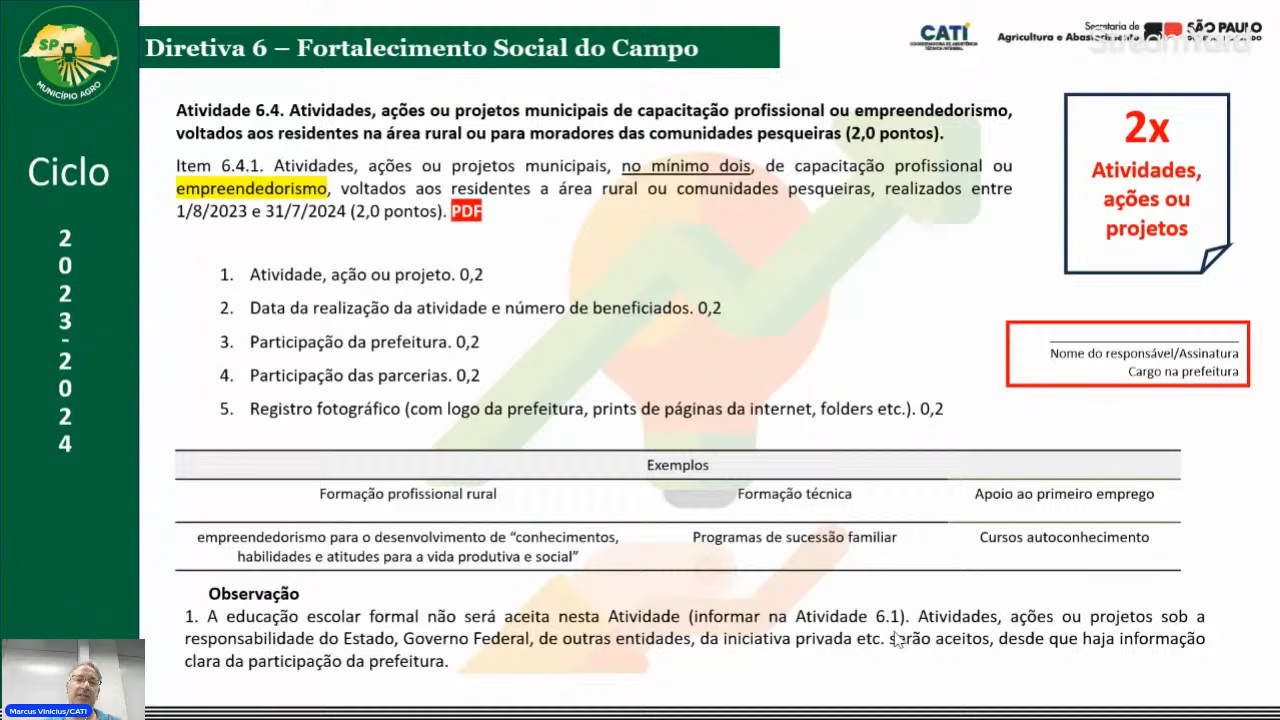 SP
MUNICÍPIO AGRO
Diretiva 6 – Fortalecimento Social do Campo
CATI
COORDENADORIA DE ASSISTÊNCIA
TÉCNICA INTEGRAL
Secretaria de
Agricultura e Abastecimento
SÃO PAULO
StreamYard
Ciclo
2
0
2
3
-
2
0
2
4
Atividade 6.4. Atividades, ações ou projetos municipais de capacitação profissional ou empreendedorismo,
voltados aos residentes na área rural ou para moradores das comunidades pesqueiras (2,0 pontos).
Item 6.4.1. Atividades, ações ou projetos municipais, no mínimo dois, de capacitação profissional ou
empreendedorismo, voltados aos residentes a área rural ou comunidades pesqueiras, realizados entre
1/8/2023 e 31/7/2024 (2,0 pontos). PDF
2x
Atividades,
ações ou
projetos
1. Atividade, ação ou projeto. 0,2
2. Data da realização da atividade e número de beneficiados. 0,2
3. Participação da prefeitura. 0,2
4. Participação das parcerias. 0,2
5. Registro fotográfico (com logo da prefeitura, prints de páginas da internet, folders etc.). 0,2
Nome do responsável/Assinatura
Cargo na prefeitura
Exemplos
Formação profissional rural Formação técnica Apoio ao primeiro emprego
empreendedorismo para o desenvolvimento de “conhecimentos, Programas de sucessão familiar Cursos autoconhecimento
habilidades e atitudes para a vida produtiva e social”
Observação
1. A educação escolar formal não será aceita nesta Atividade (informar na Atividade 6.1). Atividades, ações ou projetos sob a
responsabilidade do Estado, Governo Federal, de outras entidades, da iniciativa privada etc. serão aceitos, desde que haja informação
clara da participação da prefeitura.
Marcus Vinicius/CATI